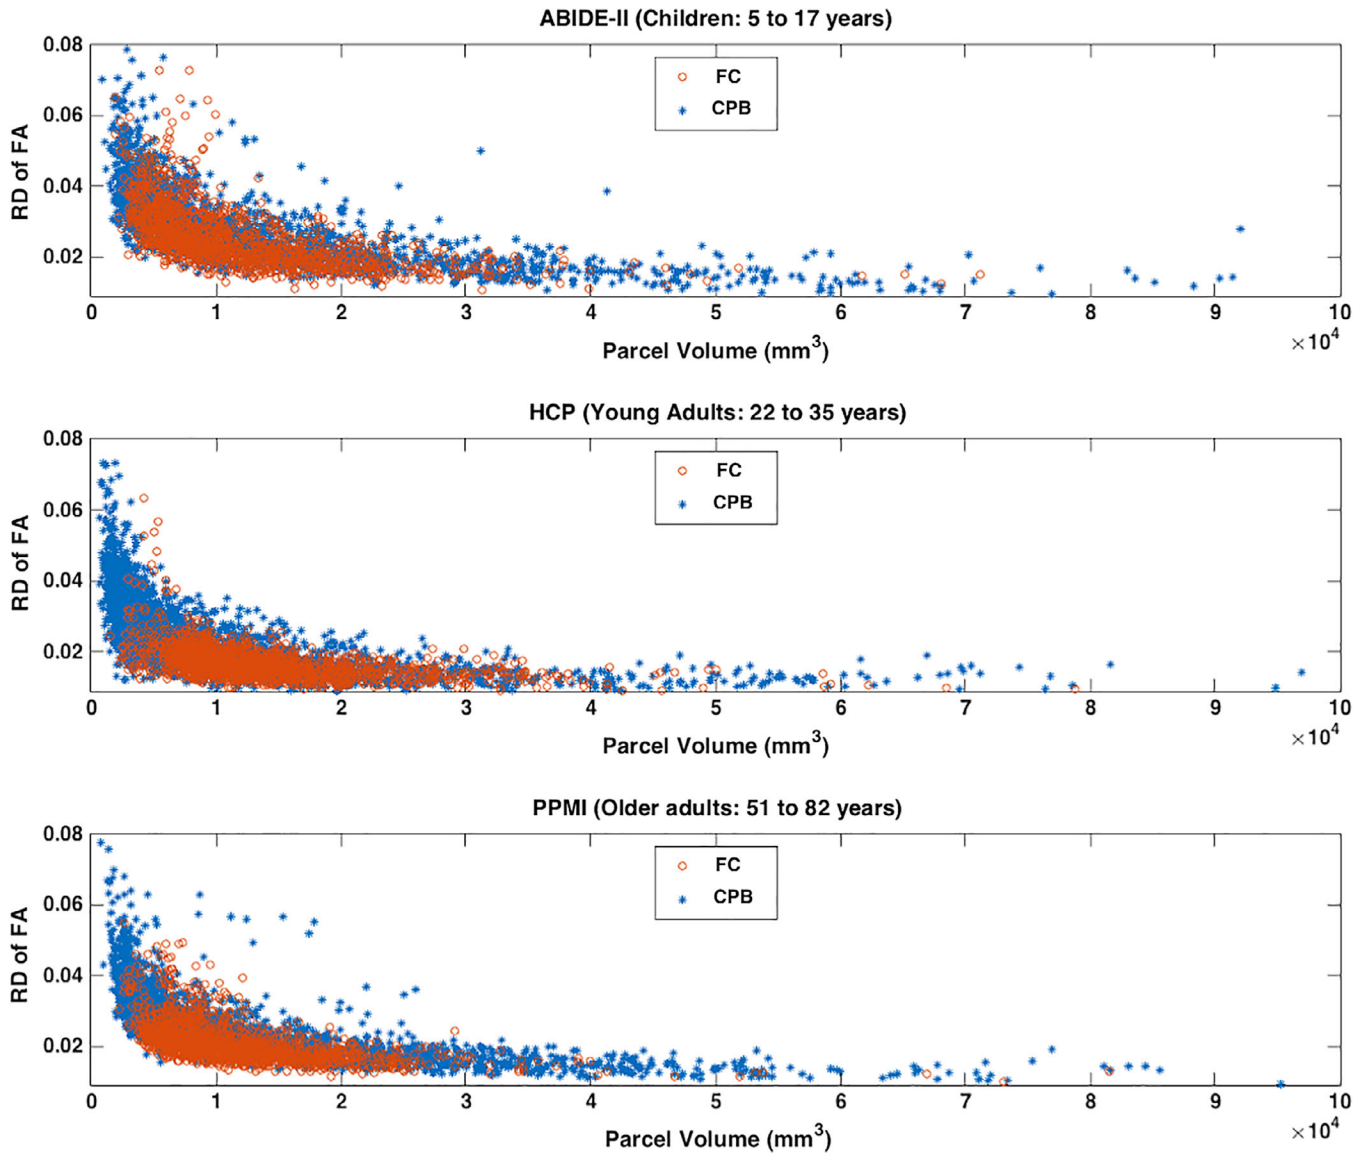 ABIDE-II (Children: 5 to 17 years)
0.08
0.06
0.04
0.02
RD of FA
FC
CPB
0 1 2 3 4 5 6 7 8 9 10
×10⁴
Parcel Volume (mm³)
HCP (Young Adults: 22 to 35 years)
0.08
0.06
0.04
0.02
RD of FA
FC
CPB
0 1 2 3 4 5 6 7 8 9 10
×10⁴
Parcel Volume (mm³)
PPMI (Older adults: 51 to 82 years)
0.08
0.06
0.04
0.02
RD of FA
FC
CPB
0 1 2 3 4 5 6 7 8 9 10
×10⁴
Parcel Volume (mm³)